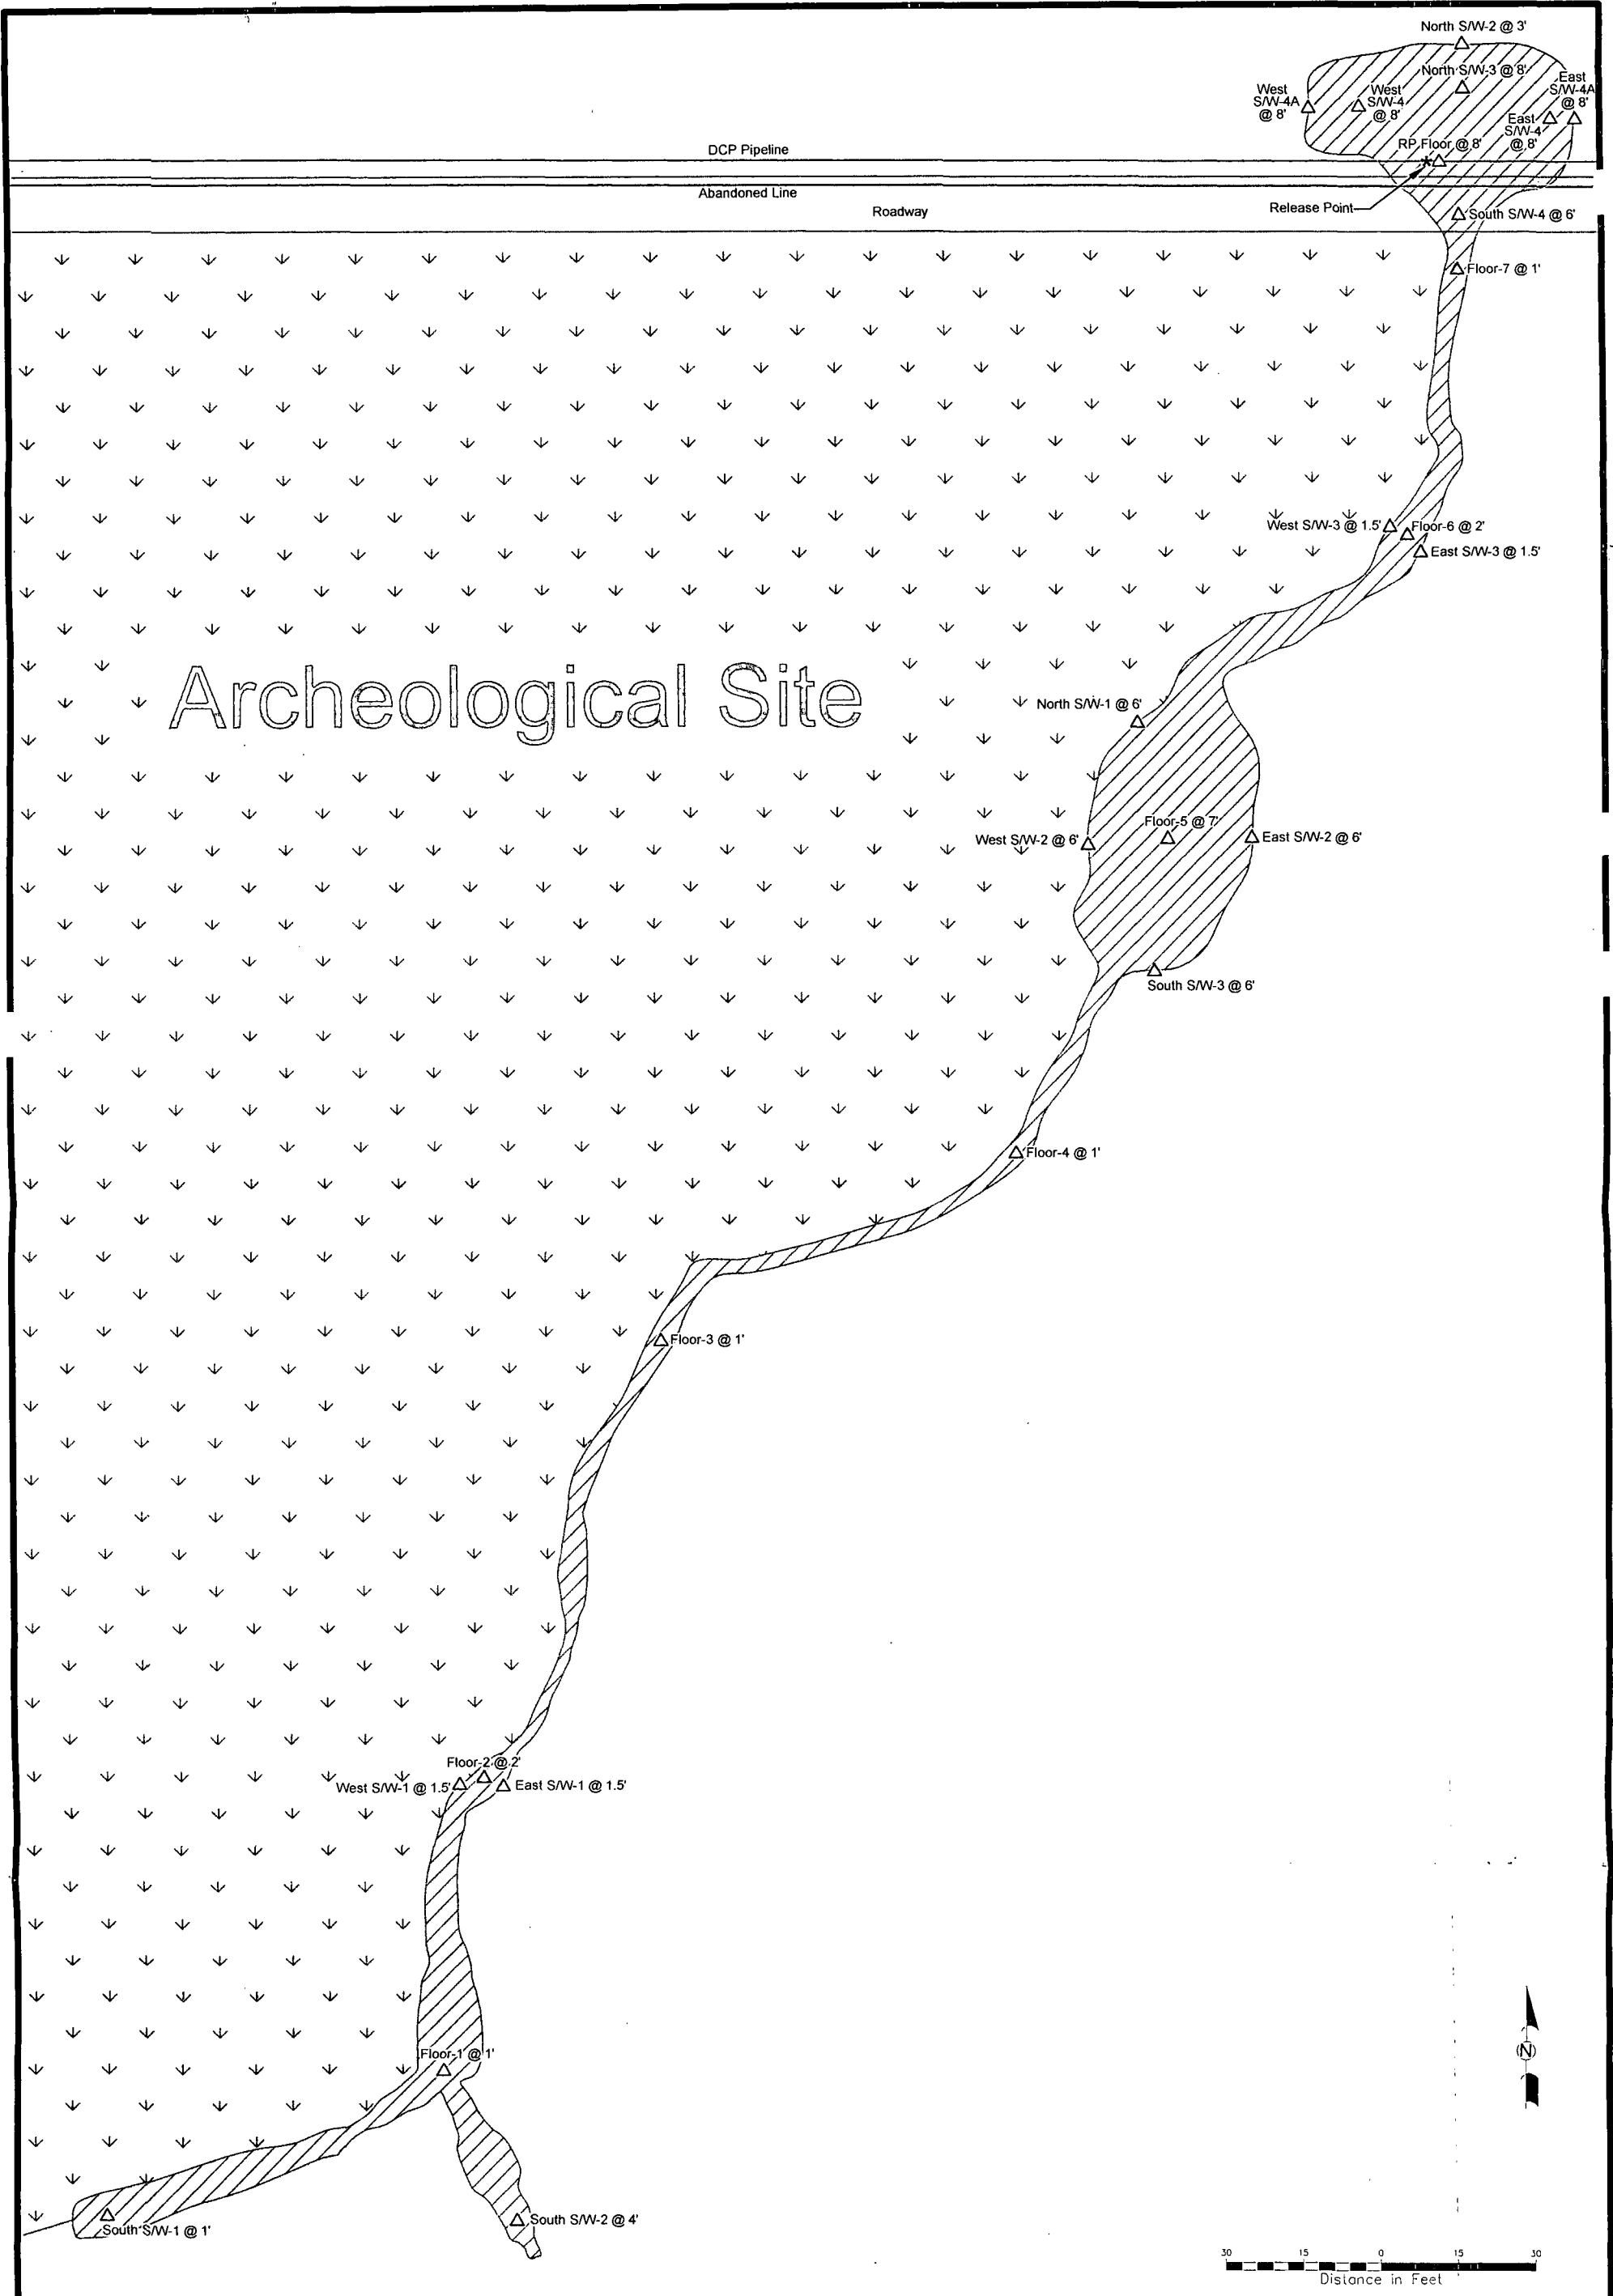 North S/W-2 @ 3'
North S/W-3 @ 8'
West
S/W-4A
@ 8'
West
S/W-4
@ 8'
East
S/W-4A
@ 8'
East
S/W-4
@ 8'
RP Floor @ 8'
DCP Pipeline
Abandoned Line
Roadway
Release Point
South S/W-4 @ 6'
Floor-7 @ 1'
West S/W-3 @ 1.5'
Floor-6 @ 2'
East S/W-3 @ 1.5'
Archeological Site
North S/W-1 @ 6'
Floor-5 @ 7'
West S/W-2 @ 6'
East S/W-2 @ 6'
South S/W-3 @ 6'
Floor-4 @ 1'
Floor-3 @ 1'
Floor-2 @ 2'
West S/W-1 @ 1.5'
East S/W-1 @ 1.5'
Floor-1 @ 1'
South S/W-1 @ 1'
South S/W-2 @ 4'
N
30 15 0 15 30
Distance in Feet